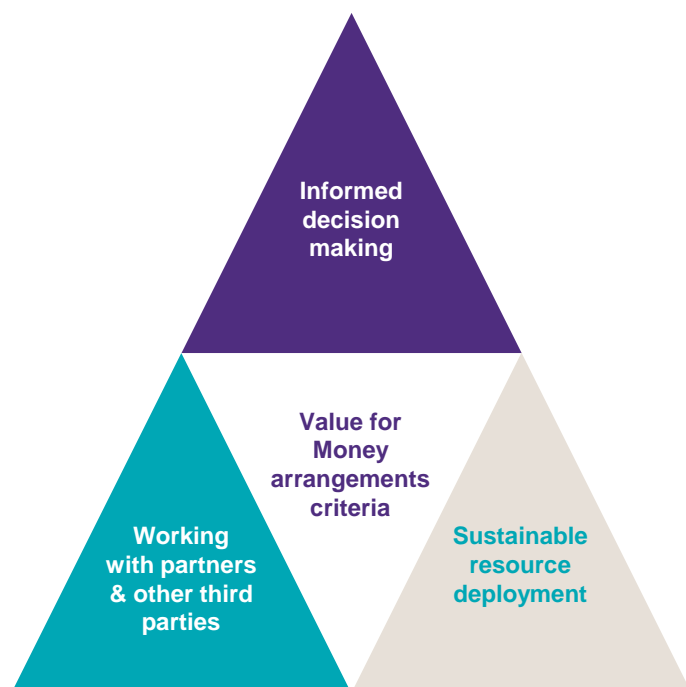 Informed
decision
making
Value for
Money
arrangements
criteria
Working
with partners
& other third
parties
Sustainable
resource
deployment